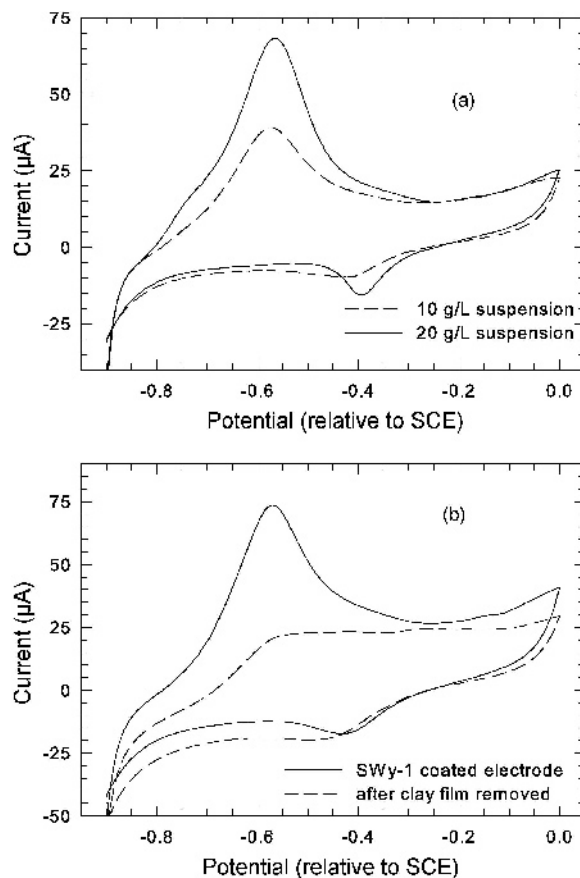 75
(a)
50
25
0
-25
Current (µA)
10 g/L suspension
20 g/L suspension
-0.8 -0.6 -0.4 -0.2 0.0
Potential (relative to SCE)
75
(b)
50
25
0
-25
-50
Current (µA)
SWy-1 coated electrode
after clay film removed
-0.8 -0.6 -0.4 -0.2 0.0
Potential (relative to SCE)